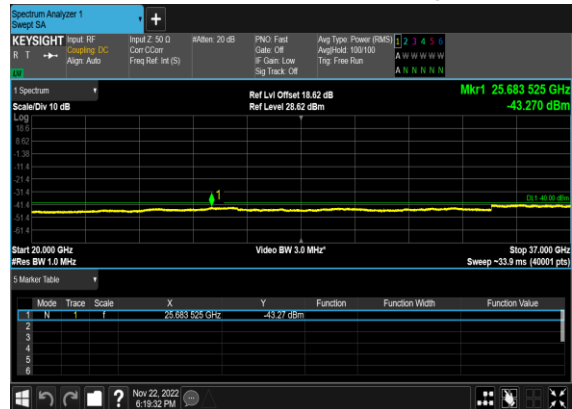 Spectrum Analyzer 1
Swept SA
+
KEYSIGHT Input: RF Input Z: 50 Ω #Atten: 20 dB PNO: Fast Avg Type: Power (RMS) 1 2 3 4 5 6
R T Coupling: DC Corr CCorr Gate: Off Avg|Hold: 100/100 A W W W W W
Align: Auto Freq Ref: Int (S) IF Gain: Low Trig: Free Run
Sig Track: Off A N N N N N
1 Spectrum
Ref Lvl Offset 18.62 dB Mkr1 25.683 525 GHz
Scale/Div 10 dB Ref Level 28.62 dBm -43.270 dBm
Log
18.6
8.62
-1.38
-11.4
-21.4
-31.4
1
DL1 -40.00 dBm
-41.4
-51.4
-61.4
Start 20.000 GHz Video BW 3.0 MHz* Stop 37.000 GHz
#Res BW 1.0 MHz Sweep ~33.9 ms (40001 pts)
5 Marker Table
Mode Trace Scale X Y Function Function Width Function Value
1 N 1 f 25.683 525 GHz -43.27 dBm
2
3
4
5
6
? Nov 22, 2022
6:19:32 PM